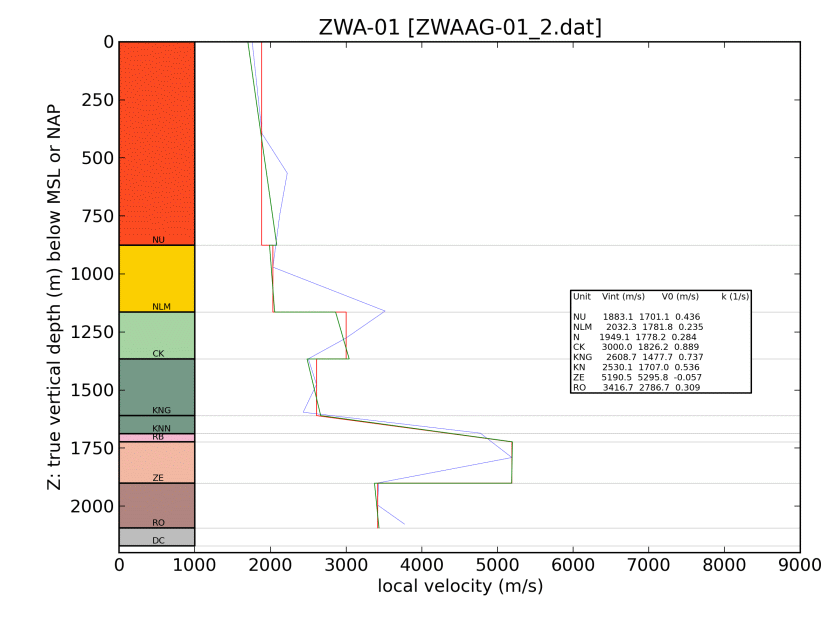 ZWA-01 [ZWAAG-01_2.dat]
Z: true vertical depth (m) below MSL or NAP
0
250
500
750
1000
1250
1500
1750
2000
NU
NLM
CK
KNG
KNN
RB
ZE
RO
DC
Unit Vint (m/s) V0 (m/s) k (1/s)
NU 1883.1 1701.1 0.436
NLM 2032.3 1781.8 0.235
N 1949.1 1778.2 0.284
CK 3000.0 1826.2 0.889
KNG 2608.7 1477.7 0.737
KN 2530.1 1707.0 0.536
ZE 5190.5 5295.8 -0.057
RO 3416.7 2786.7 0.309
0 1000 2000 3000 4000 5000 6000 7000 8000 9000
local velocity (m/s)